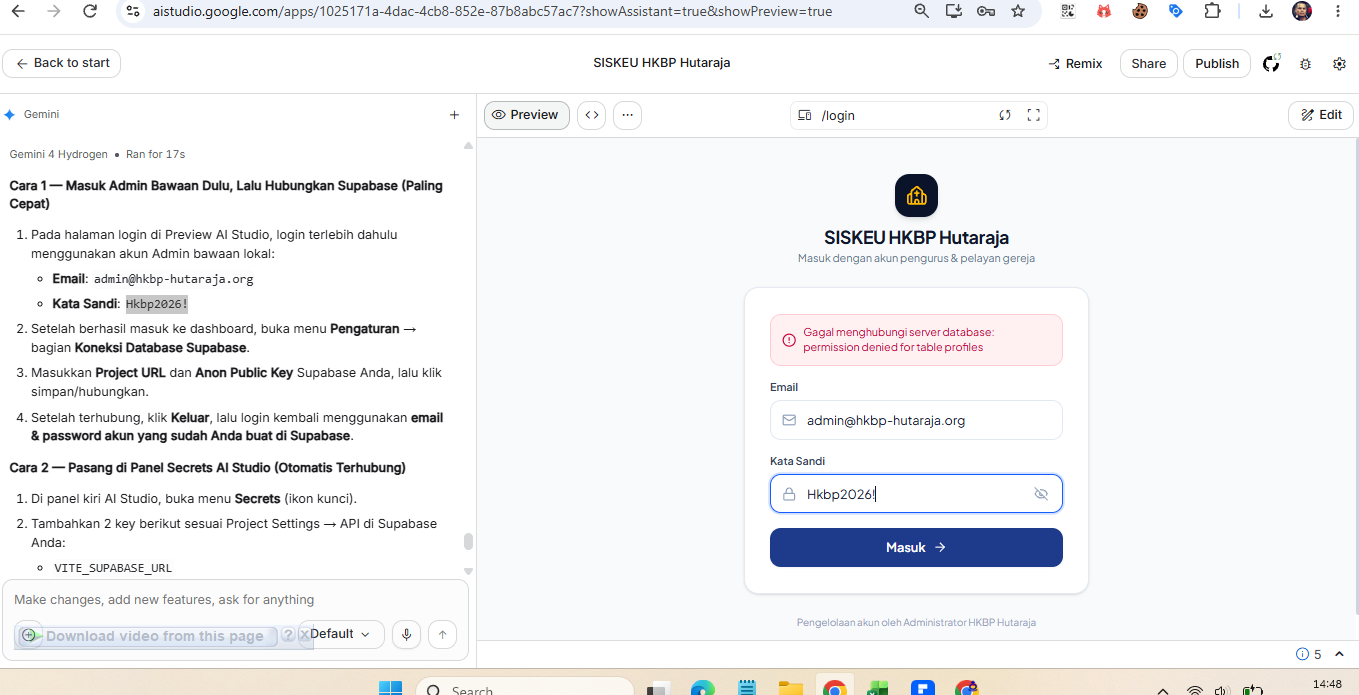 aistudio.google.com/apps/1025171a-4dac-4cb8-852e-87b8abc57ac7?showAssistant=true&showPreview=true
← Back to start
SISKEU HKBP Hutaraja
Remix
Share
Publish
Gemini
+
Preview
<>
...
/login
Edit
Gemini 4 Hydrogen • Ran for 17s
Cara 1 — Masuk Admin Bawaan Dulu, Lalu Hubungkan Supabase (Paling
Cepat)
1. Pada halaman login di Preview AI Studio, login terlebih dahulu
menggunakan akun Admin bawaan lokal:
Email: admin@hkbp-hutaraja.org
Kata Sandi: Hkbp2026!
2. Setelah berhasil masuk ke dashboard, buka menu Pengaturan →
bagian Koneksi Database Supabase.
3. Masukkan Project URL dan Anon Public Key Supabase Anda, lalu klik
simpan/hubungkan.
4. Setelah terhubung, klik Keluar, lalu login kembali menggunakan email
& password akun yang sudah Anda buat di Supabase.
Cara 2 — Pasang di Panel Secrets AI Studio (Otomatis Terhubung)
1. Di panel kiri AI Studio, buka menu Secrets (ikon kunci).
2. Tambahkan 2 key berikut sesuai Project Settings → API di Supabase
Anda:
VITE_SUPABASE_URL
Make changes, add new features, ask for anything
Download video from this page ? X
Default
SISKEU HKBP Hutaraja
Masuk dengan akun pengurus & pelayan gereja
Gagal menghubungi server database:
permission denied for table profiles
Email
admin@hkbp-hutaraja.org
Kata Sandi
Hkbp2026!
Masuk →
Pengelolaan akun oleh Administrator HKBP Hutaraja
5
Search
14:48